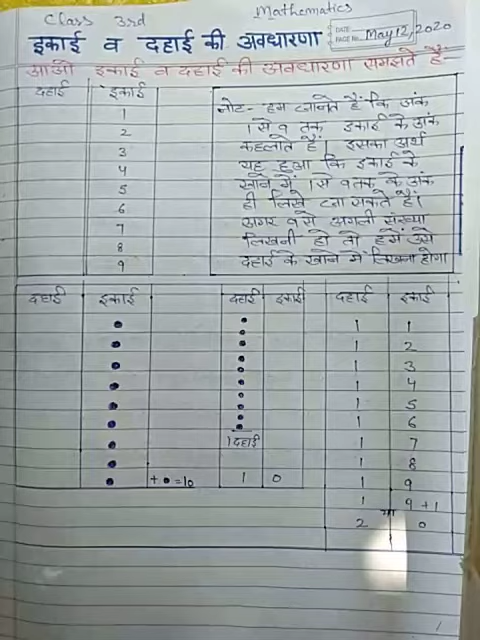 Class 3rd
Mathematics
DATE
PAGE No.
May 12, 2020
इकाई व दहाई की अवधारणा
आओ इकाई व दहाई की अवधारणा समझते हैं-
दहाई इकाई
1
2
3
4
5
6
7
8
9
नोट- हम जानते हैं कि अंक
1 से 9 तक इकाई के अंक
कहलाते हैं। इसका अर्थ
यह हुआ कि इकाई के
खाने में 1 से 9 तक के अंक
ही लिखे जा सकते हैं।
अगर 9 से अगली संख्या
लिखनी हो तो हमें उसे
दहाई के खाने में लिखना होगा
दहाई इकाई दहाई इकाई दहाई इकाई
1 1
1 2
1 3
1 4
1 5
1 6
1 दहाई 1 7
1 8
+ • = 10 1 0 1 9
1 9 + 1
या
2 0